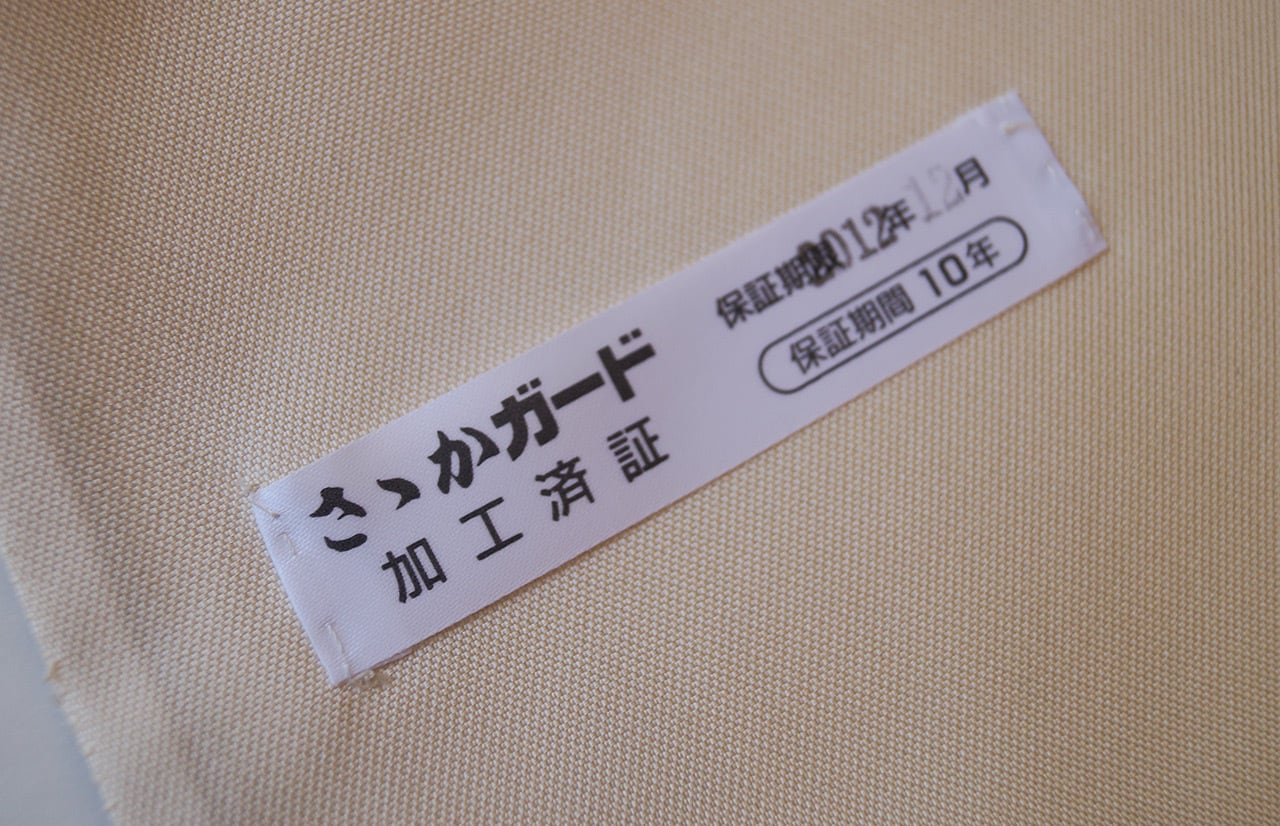 さゝかガード
加工済証
保証期限2012年12月
保証期間 10年